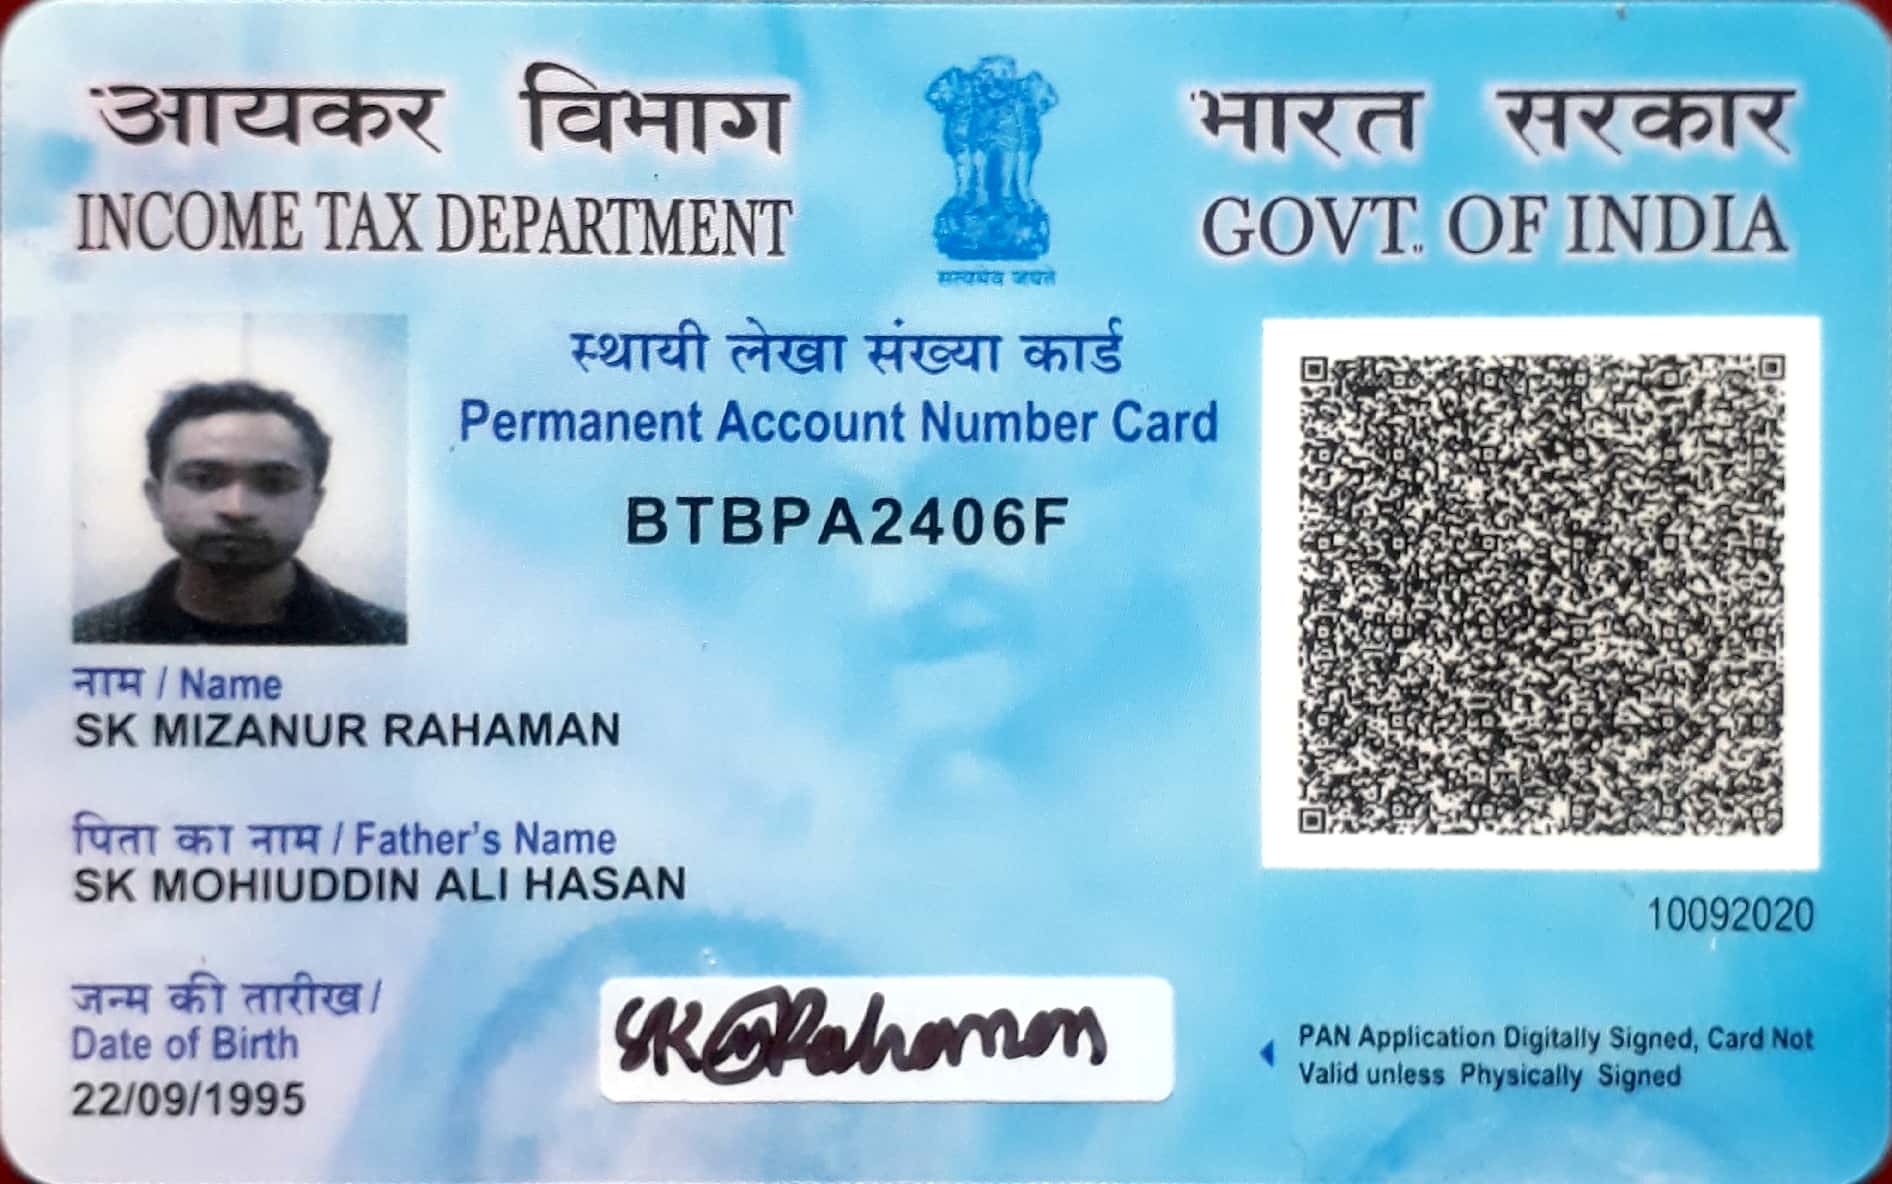 आयकर विभाग
INCOME TAX DEPARTMENT
सत्यमेव जयते
भारत सरकार
GOVT. OF INDIA
स्थायी लेखा संख्या कार्ड
Permanent Account Number Card
BTBPA2406F
नाम / Name
SK MIZANUR RAHAMAN
पिता का नाम / Father's Name
SK MOHIUDDIN ALI HASAN
जन्म की तारीख /
Date of Birth
22/09/1995
SK M Rahaman
10092020
PAN Application Digitally Signed, Card Not
Valid unless Physically Signed